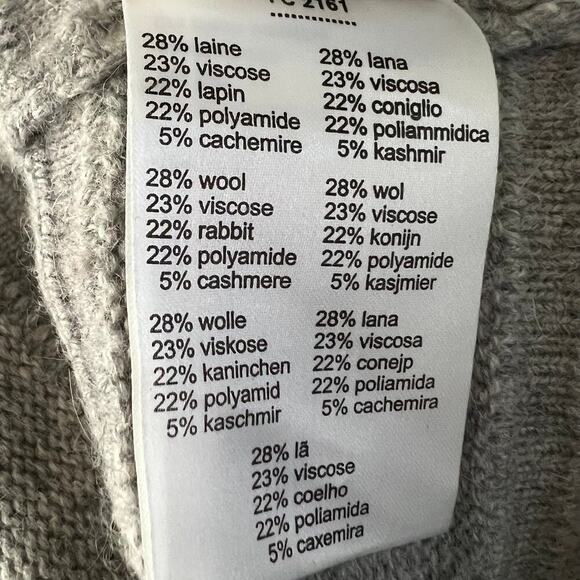 2161
28% laine
23% viscose
22% lapin
22% polyamide
5% cachemire
28% lana
23% viscosa
22% coniglio
22% poliammidica
5% kashmir
28% wool
23% viscose
22% rabbit
22% polyamide
5% cashmere
28% wol
23% viscose
22% konijn
22% polyamide
5% kasjmier
28% wolle
23% viskose
22% kaninchen
22% polyamid
5% kaschmir
28% lana
23% viscosa
22% conejp
22% poliamida
5% cachemira
28% lã
23% viscose
22% coelho
22% poliamida
5% caxemira